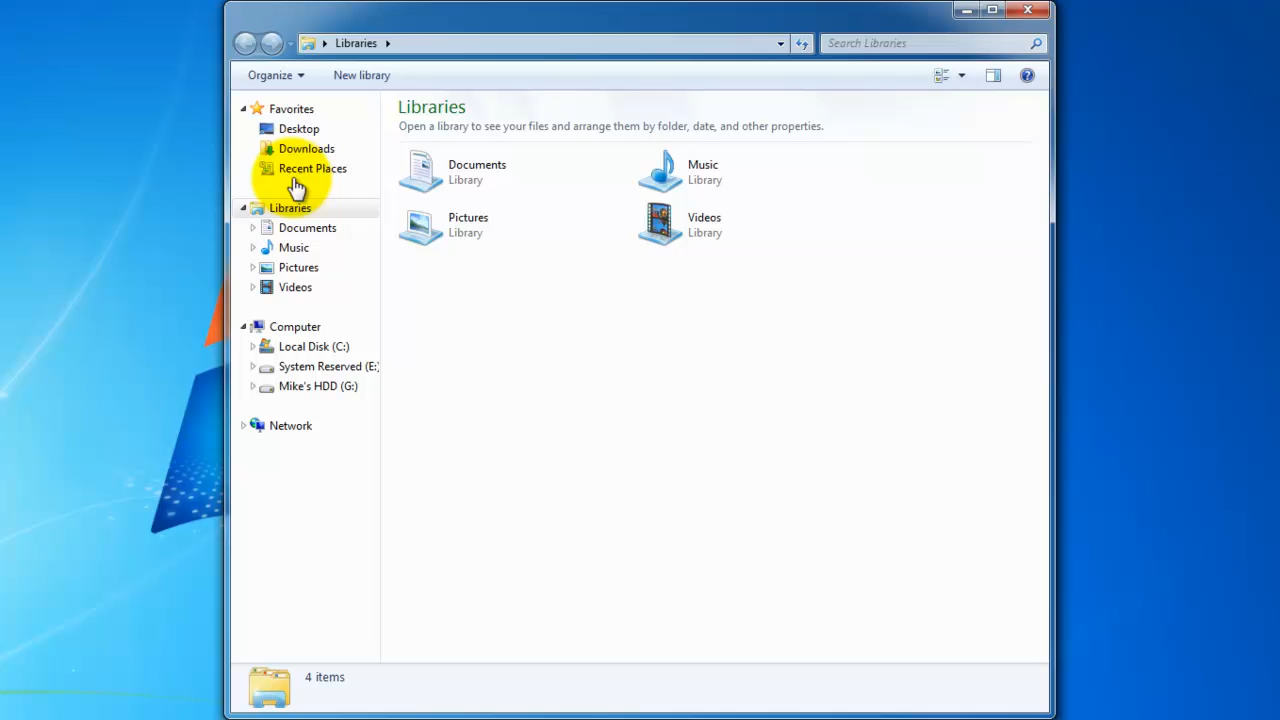 Libraries
Search Libraries
Organize
New library
Favorites
Desktop
Downloads
Recent Places
Libraries
Documents
Music
Pictures
Videos
Computer
Local Disk (C:)
System Reserved (E:
Mike's HDD (G:)
Network
Libraries
Open a library to see your files and arrange them by folder, date, and other properties.
Documents
Library
Music
Library
Pictures
Library
Videos
Library
4 items